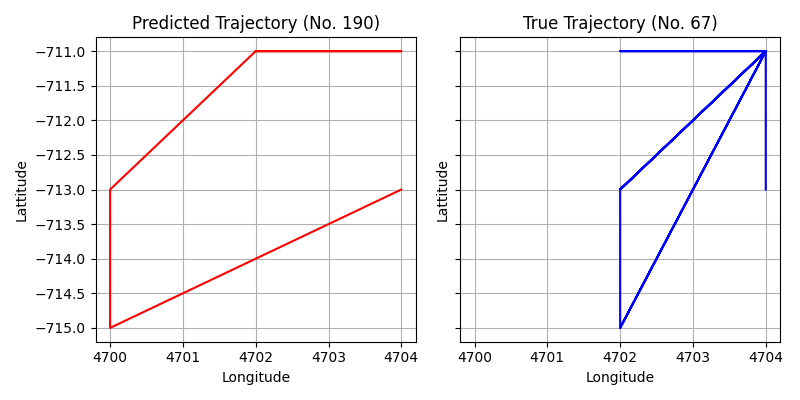 Predicted Trajectory (No. 190)
True Trajectory (No. 67)
−711.0
−711.5
−712.0
−712.5
−713.0
−713.5
−714.0
−714.5
−715.0
Lattitude
Lattitude
4700 4701 4702 4703 4704
4700 4701 4702 4703 4704
Longitude
Longitude